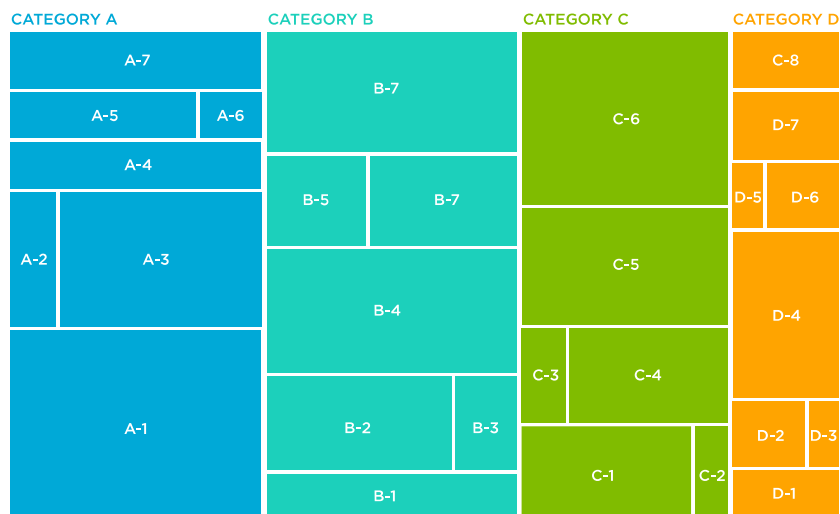 CATEGORY A
A-7
A-5
A-6
A-4
A-2
A-3
A-1
CATEGORY B
B-7
B-5
B-7
B-4
B-2
B-3
B-1
CATEGORY C
C-6
C-5
C-3
C-4
C-1
C-2
CATEGORY D
C-8
D-7
D-5
D-6
D-4
D-2
D-3
D-1